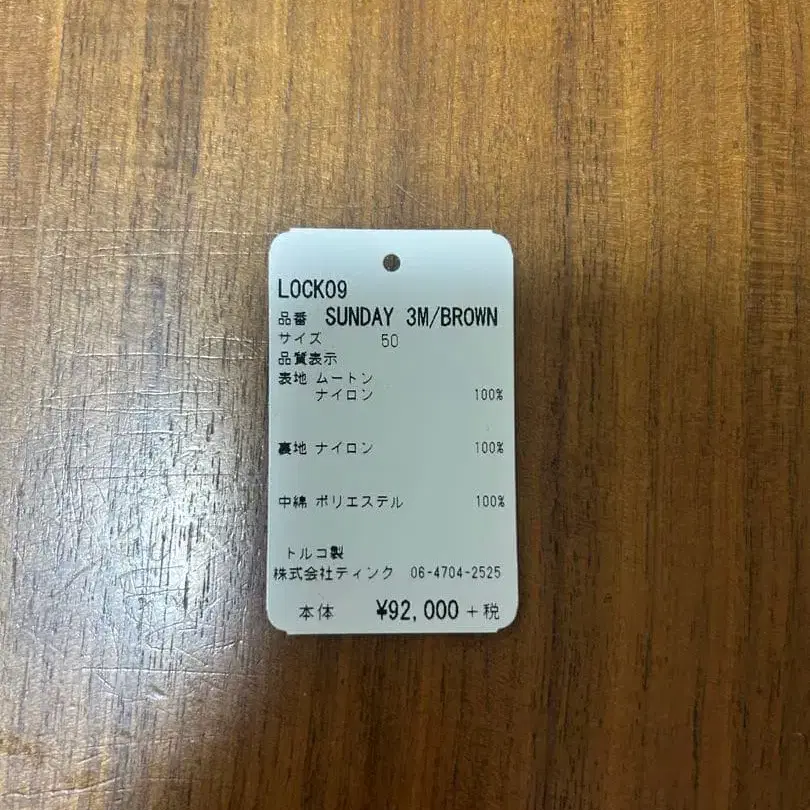 LOCK09
品番 SUNDAY 3M/BROWN
サイズ 50
品質表示
表地 ムートン
ナイロン 100%
裏地 ナイロン 100%
中綿 ポリエステル 100%
トルコ製
株式会社ティンク 06-4704-2525
本体 ¥92,000+税